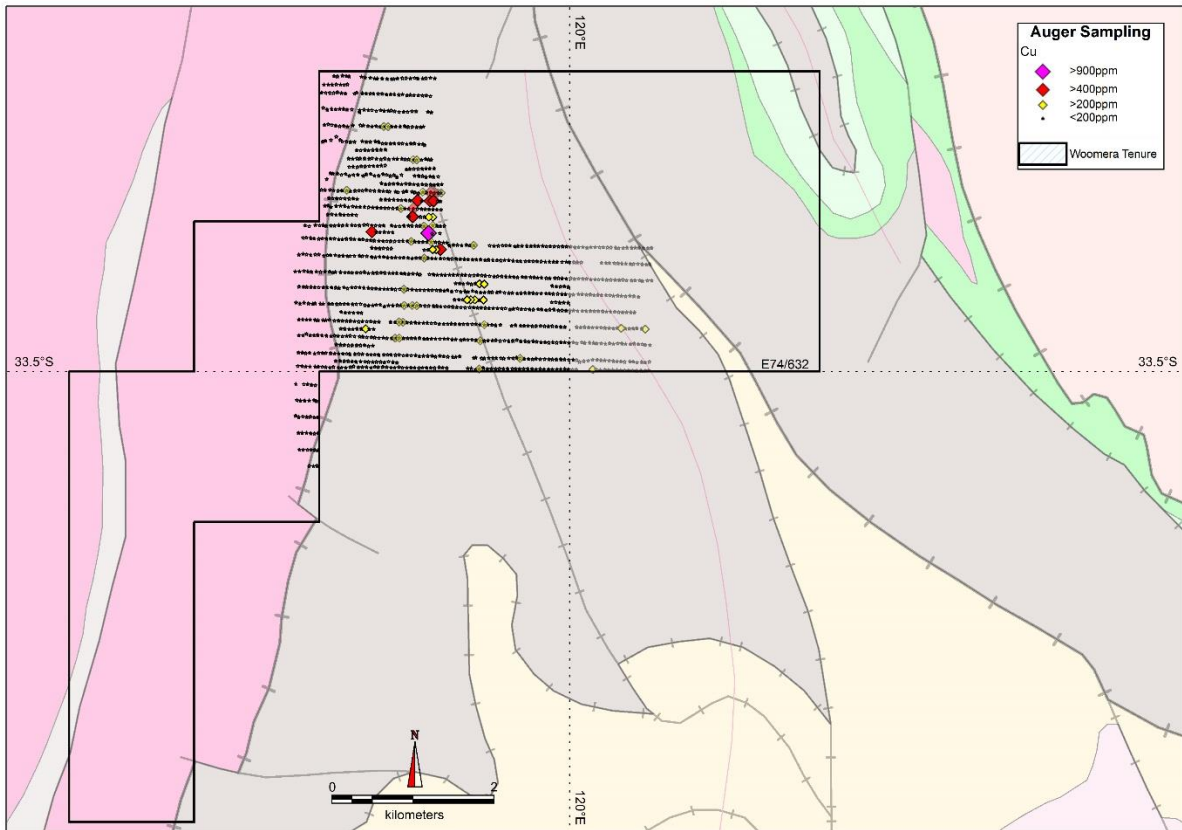 120°E
Auger Sampling
Cu
>900ppm
>400ppm
>200ppm
<200ppm
Woomera Tenure
33.5°S
E74/632
33.5°S
N
0
2
kilometers
120°E